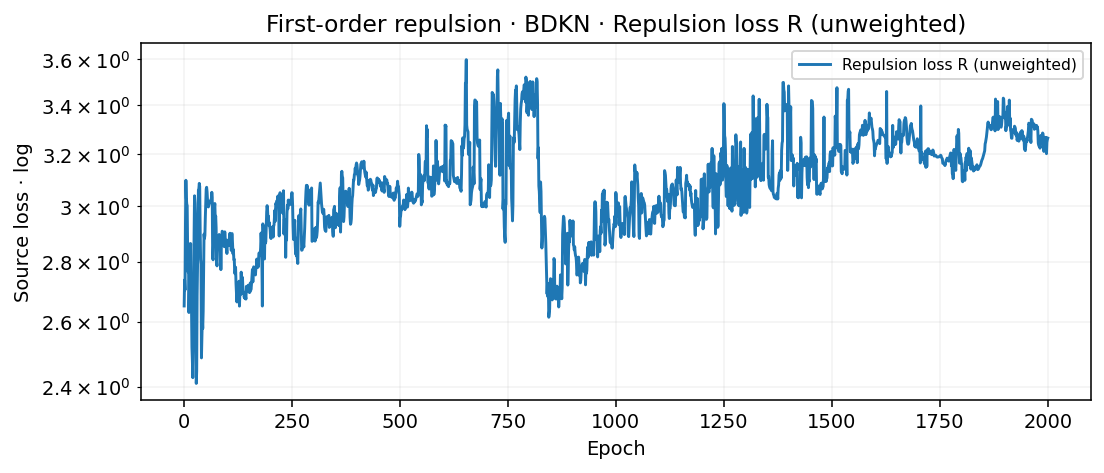 First-order repulsion · BDKN · Repulsion loss R (unweighted)
Repulsion loss R (unweighted)
Source loss · log
3.6 × 10⁰
3.4 × 10⁰
3.2 × 10⁰
3 × 10⁰
2.8 × 10⁰
2.6 × 10⁰
2.4 × 10⁰
0 250 500 750 1000 1250 1500 1750 2000
Epoch